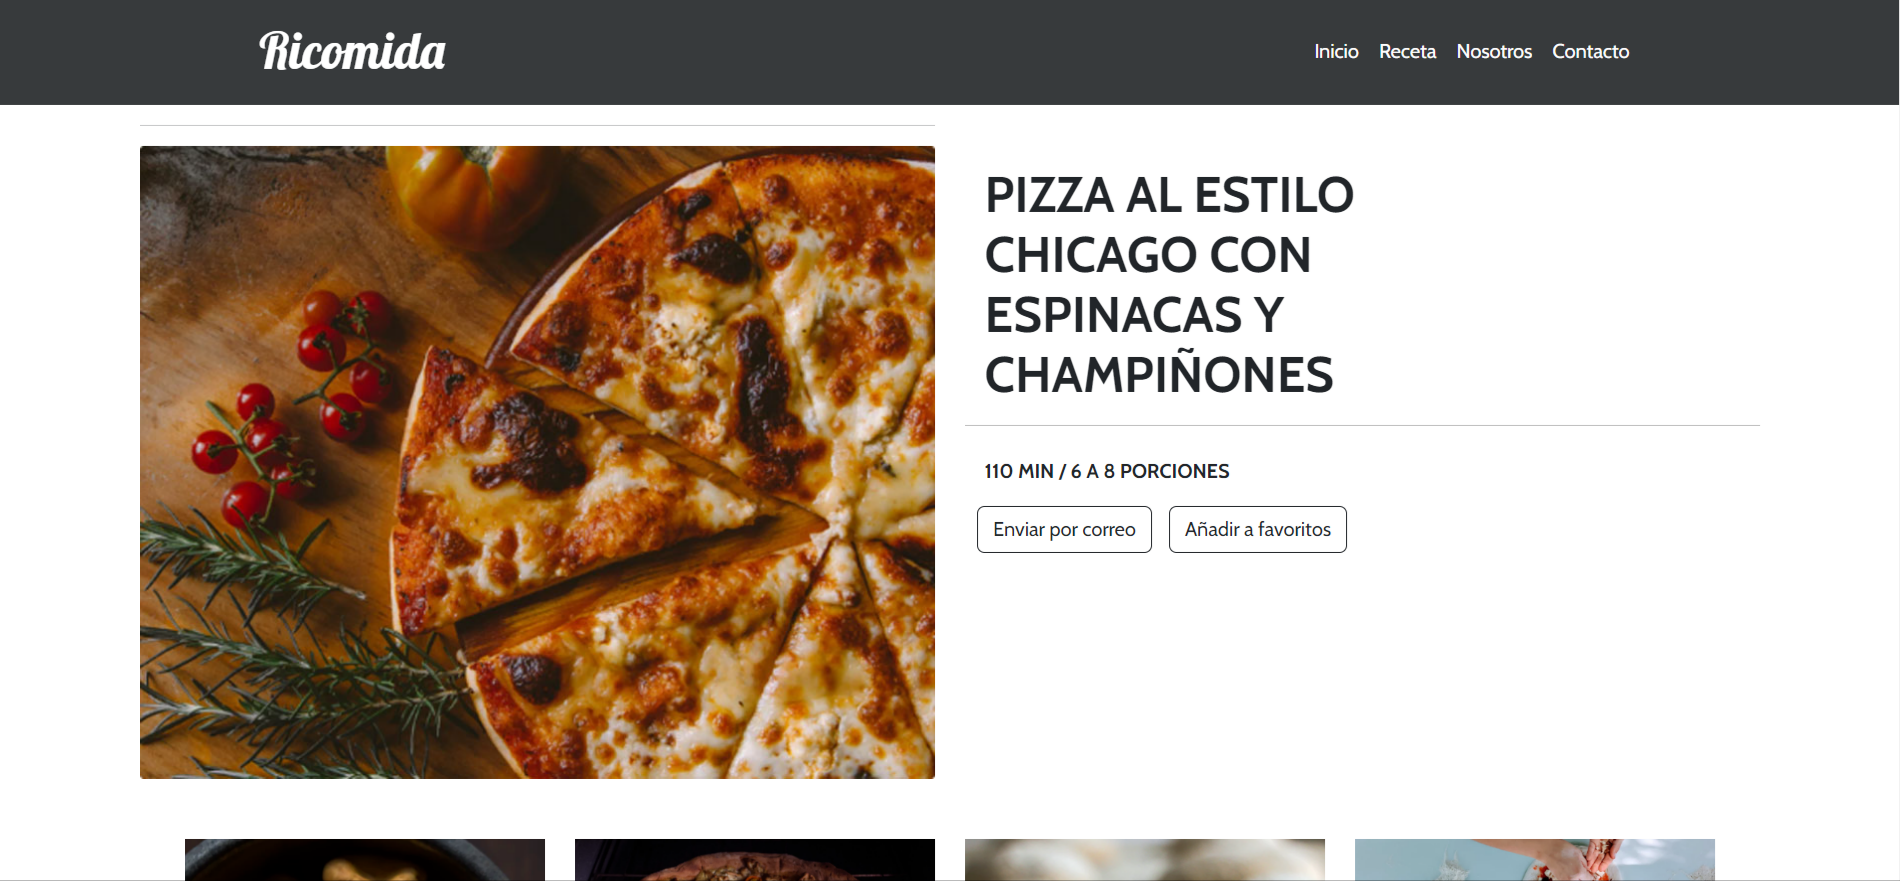 Ricomida
Inicio Receta Nosotros Contacto
PIZZA AL ESTILO
CHICAGO CON
ESPINACAS Y
CHAMPIÑONES
110 MIN / 6 A 8 PORCIONES
Enviar por correo
Añadir a favoritos